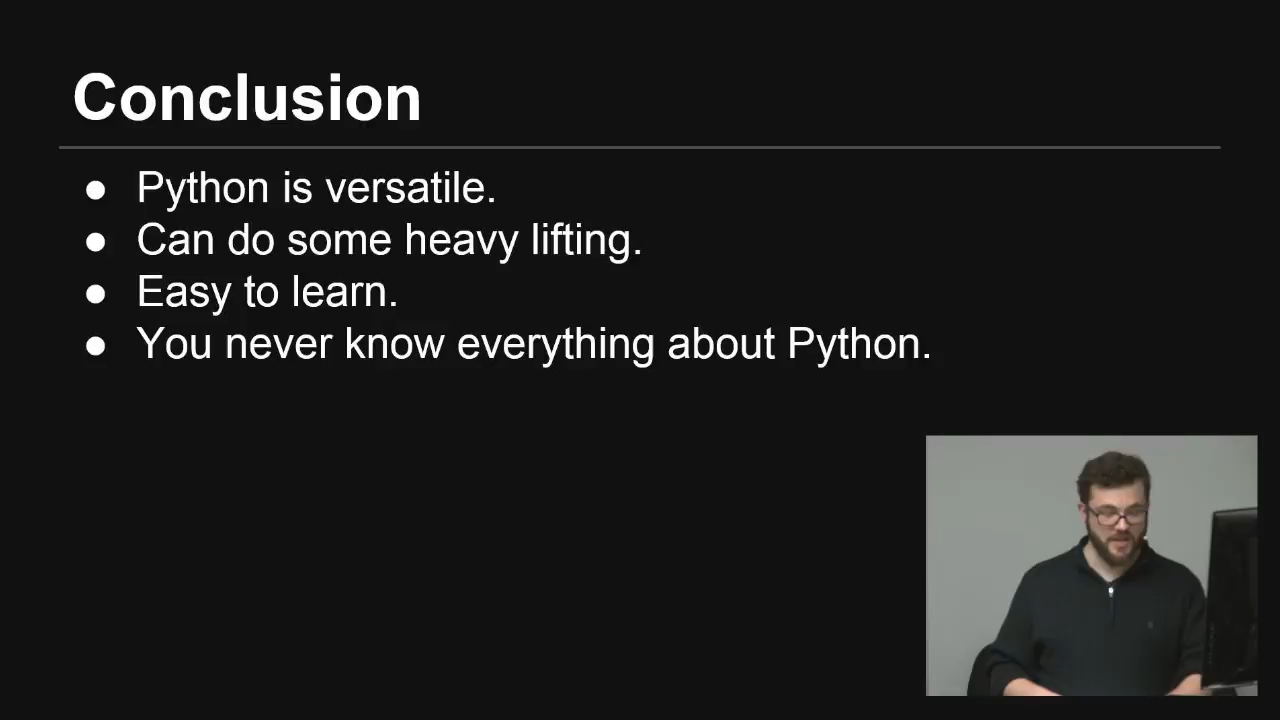 Conclusion
● Python is versatile.
● Can do some heavy lifting.
● Easy to learn.
● You never know everything about Python.